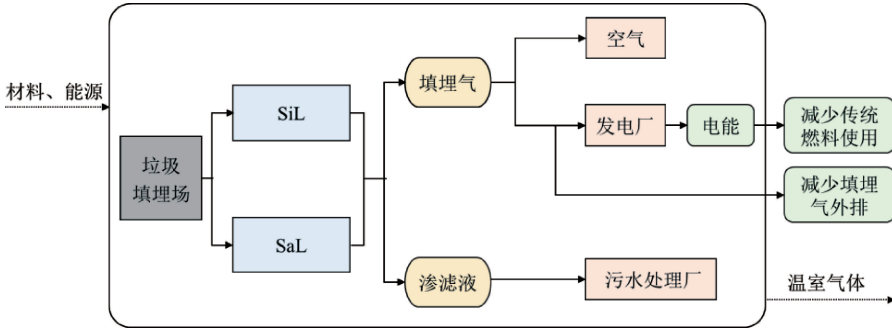 材料、能源
垃圾
填埋场
SiL
SaL
填埋气
渗滤液
空气
发电厂
电能
污水处理厂
减少传统
燃料使用
减少填埋
气外排
温室气体